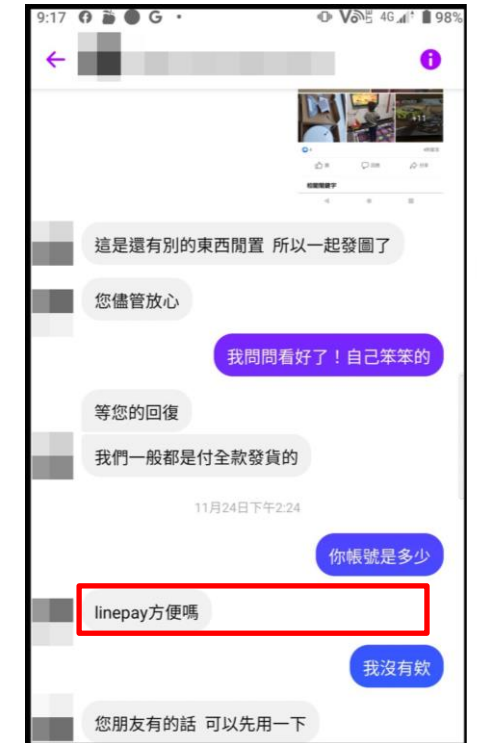 9:17
4G 98%
+11
這是還有別的東西閒置 所以一起發圖了
您儘管放心
我問問看好了！自己笨笨的
等您的回復
我們一般都是付全款發貨的
11月24日下午2:24
你帳號是多少
linepay方便嗎
我沒有欸
您朋友有的話 可以先用一下